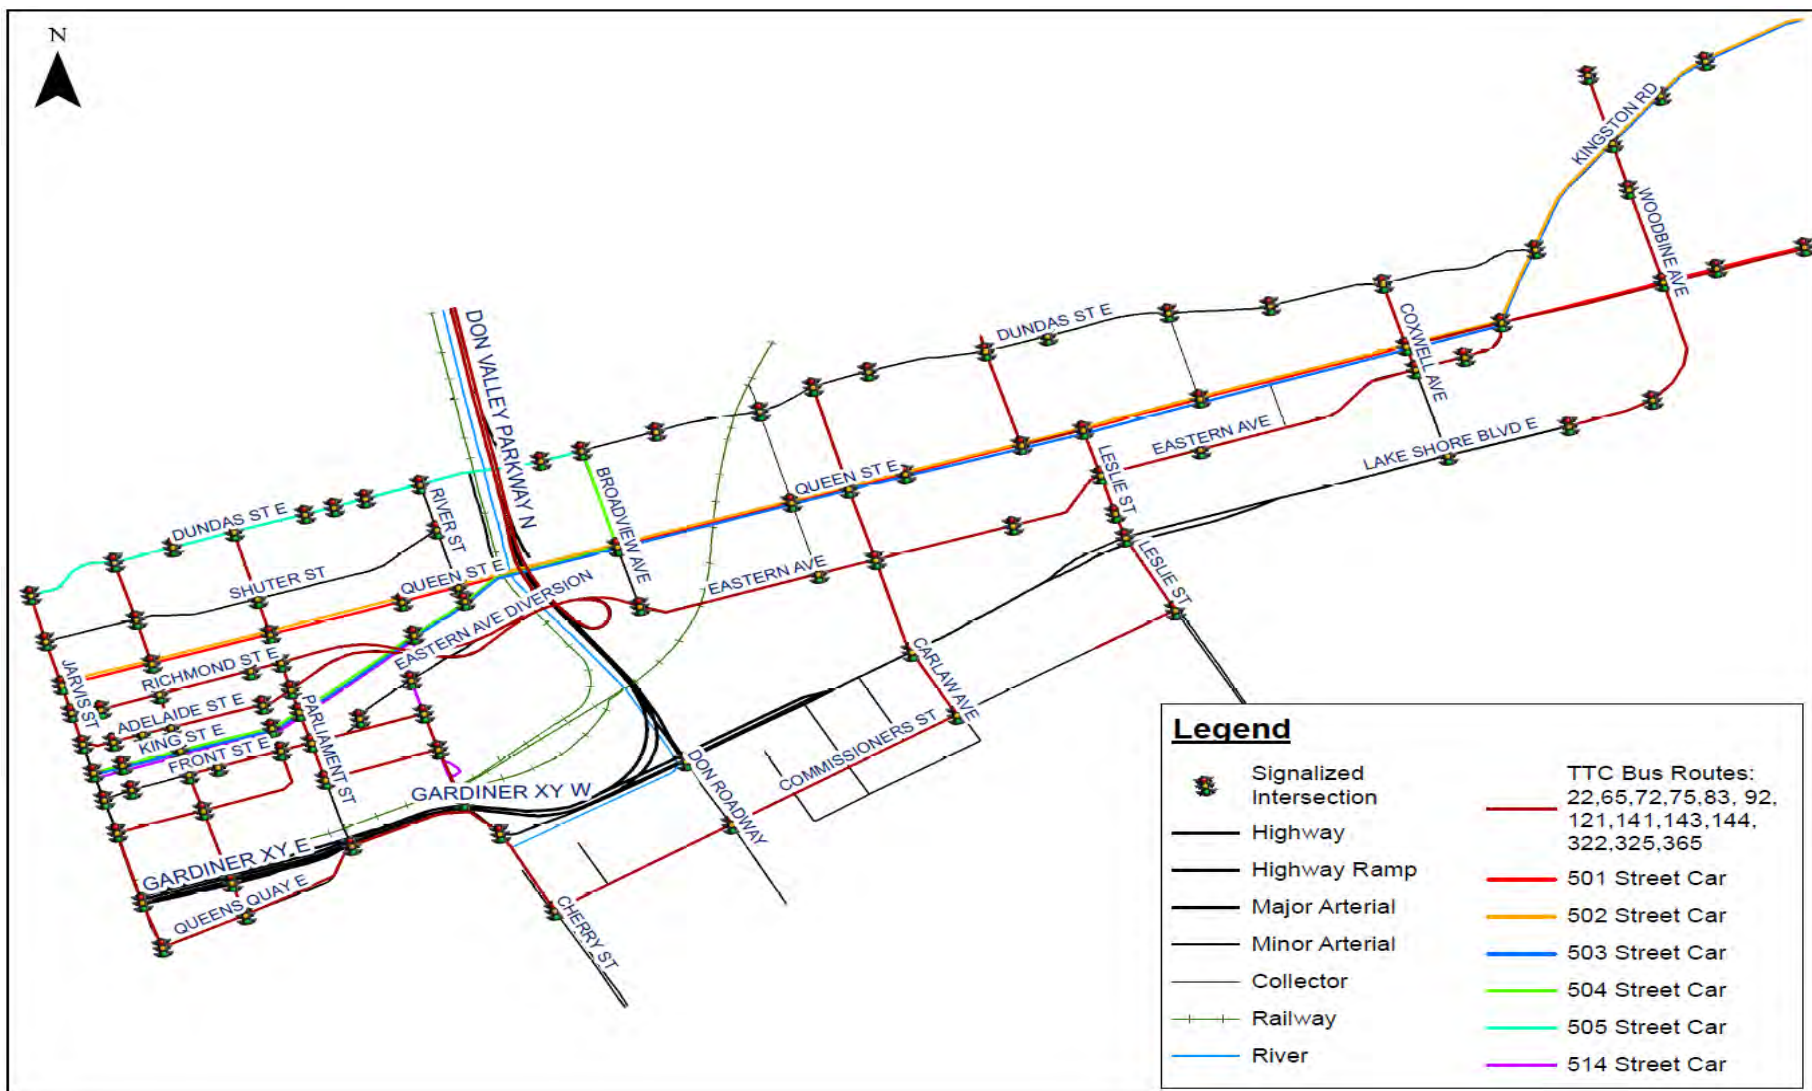 N
KINGSTON RD
WOODBINE AVE
DON VALLEY PARKWAY N
DUNDAS ST E
COXWELL AVE
LAKE SHORE BLVD E
EASTERN AVE
LESLIE ST
QUEEN ST E
BROADVIEW AVE
RIVER ST
DUNDAS ST E
SHUTER ST
QUEEN ST E
EASTERN AVE
EASTERN AVE DIVERSION
LESLIE ST
JARVIS ST
RICHMOND ST E
ADELAIDE ST E
KING ST E
FRONT ST E
PARLIAMENT ST
CARLAW AVE
COMMISSIONERS ST
DON ROADWAY
GARDINER XY W
GARDINER XY E
QUEENS QUAY E
CHERRY ST
Legend
Signalized
Intersection
Highway
Highway Ramp
Major Arterial
Minor Arterial
Collector
Railway
River
TTC Bus Routes:
22,65,72,75,83, 92,
121,141,143,144,
322,325,365
501 Street Car
502 Street Car
503 Street Car
504 Street Car
505 Street Car
514 Street Car